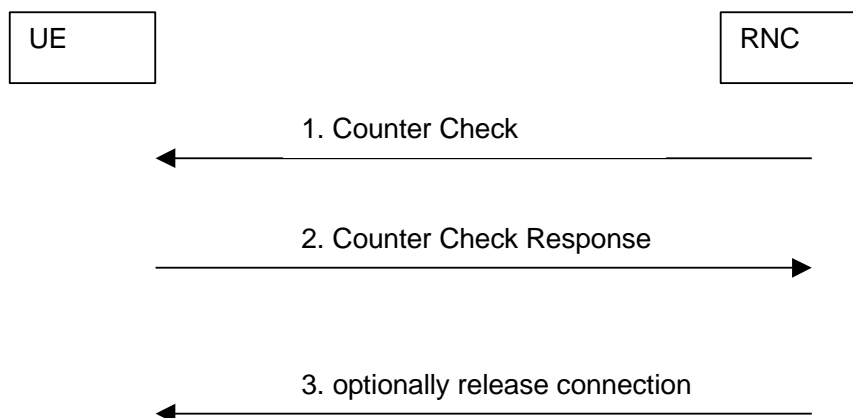 UE
RNC
1. Counter Check
2. Counter Check Response
3. optionally release connection